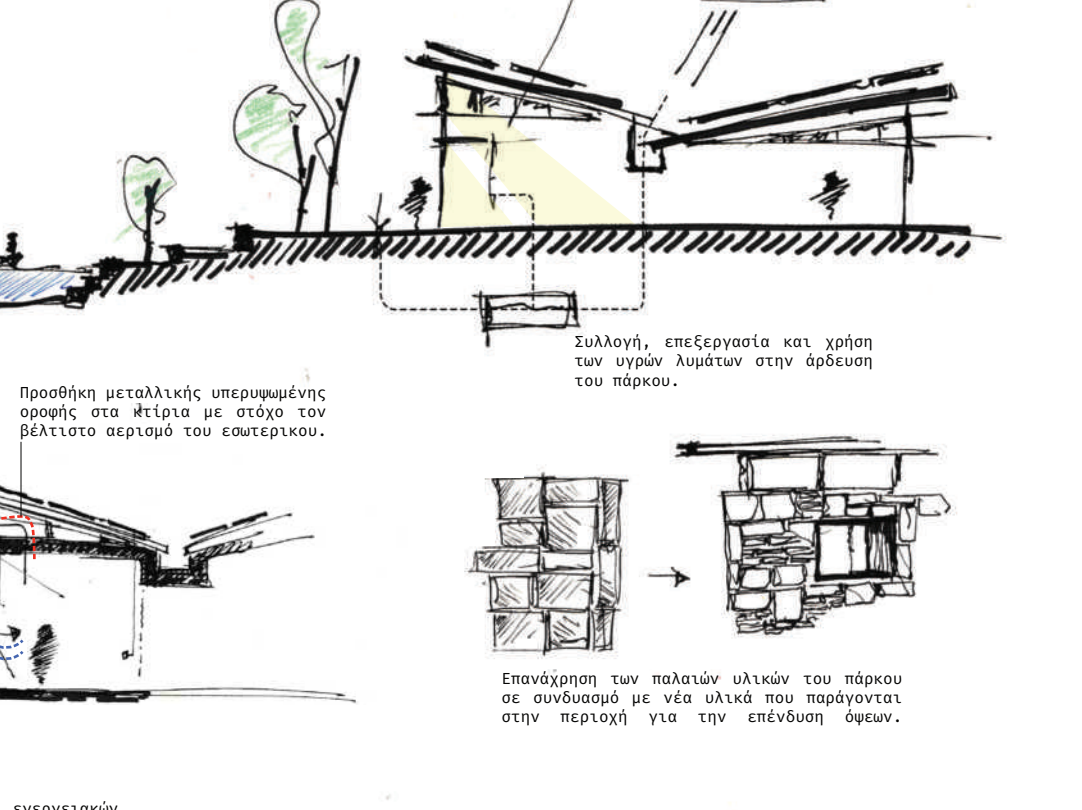 Συλλογή, επεξεργασία και χρήση
των υγρών λυμάτων στην άρδευση
του πάρκου.
Προσθήκη μεταλλικής υπερυψωμένης
οροφής στα κτίρια με στόχο τον
βέλτιστο αερισμό του εσωτερικου.
Επανάχρηση των παλαιών υλικών του πάρκου
σε συνδυασμό με νέα υλικά που παράγονται
στην περιοχή για την επένδυση όψεων.
ενεργειακών